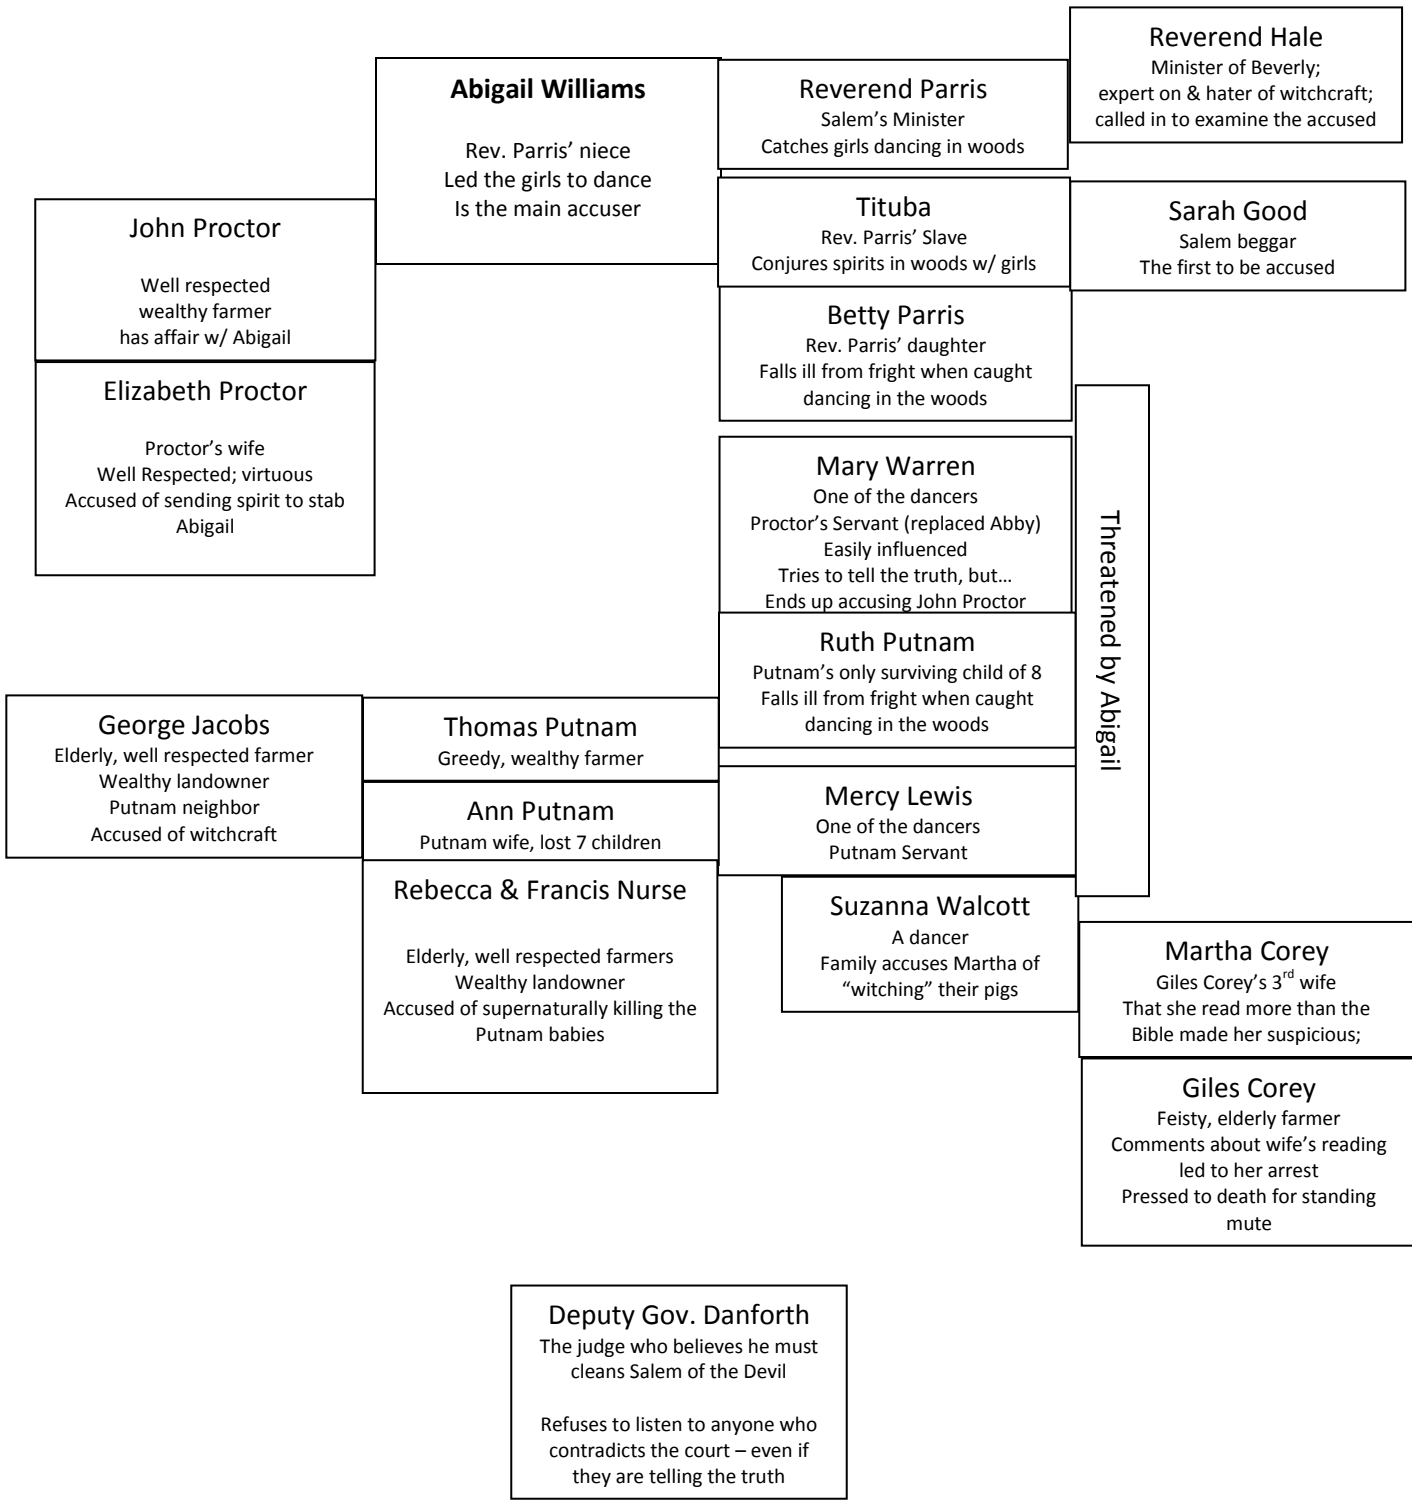 Reverend Hale
Minister of Beverly;
expert on & hater of witchcraft;
called in to examine the accused
Abigail Williams
Rev. Parris’ niece
Led the girls to dance
Is the main accuser
Reverend Parris
Salem’s Minister
Catches girls dancing in woods
Tituba
Rev. Parris’ Slave
Conjures spirits in woods w/ girls
Sarah Good
Salem beggar
The first to be accused
John Proctor
Well respected
wealthy farmer
has affair w/ Abigail
Betty Parris
Rev. Parris’ daughter
Falls ill from fright when caught
dancing in the woods
Elizabeth Proctor
Proctor’s wife
Well Respected; virtuous
Accused of sending spirit to stab
Abigail
Mary Warren
One of the dancers
Proctor’s Servant (replaced Abby)
Easily influenced
Tries to tell the truth, but…
Ends up accusing John Proctor
Threatened by Abigail
Ruth Putnam
Putnam’s only surviving child of 8
Falls ill from fright when caught
dancing in the woods
George Jacobs
Elderly, well respected farmer
Wealthy landowner
Putnam neighbor
Accused of witchcraft
Thomas Putnam
Greedy, wealthy farmer
Ann Putnam
Putnam wife, lost 7 children
Mercy Lewis
One of the dancers
Putnam Servant
Rebecca & Francis Nurse
Elderly, well respected farmers
Wealthy landowner
Accused of supernaturally killing the
Putnam babies
Suzanna Walcott
A dancer
Family accuses Martha of
“witching” their pigs
Martha Corey
Giles Corey’s 3rd wife
That she read more than the
Bible made her suspicious;
Giles Corey
Feisty, elderly farmer
Comments about wife’s reading
led to her arrest
Pressed to death for standing
mute
Deputy Gov. Danforth
The judge who believes he must
cleans Salem of the Devil
Refuses to listen to anyone who
contradicts the court – even if
they are telling the truth